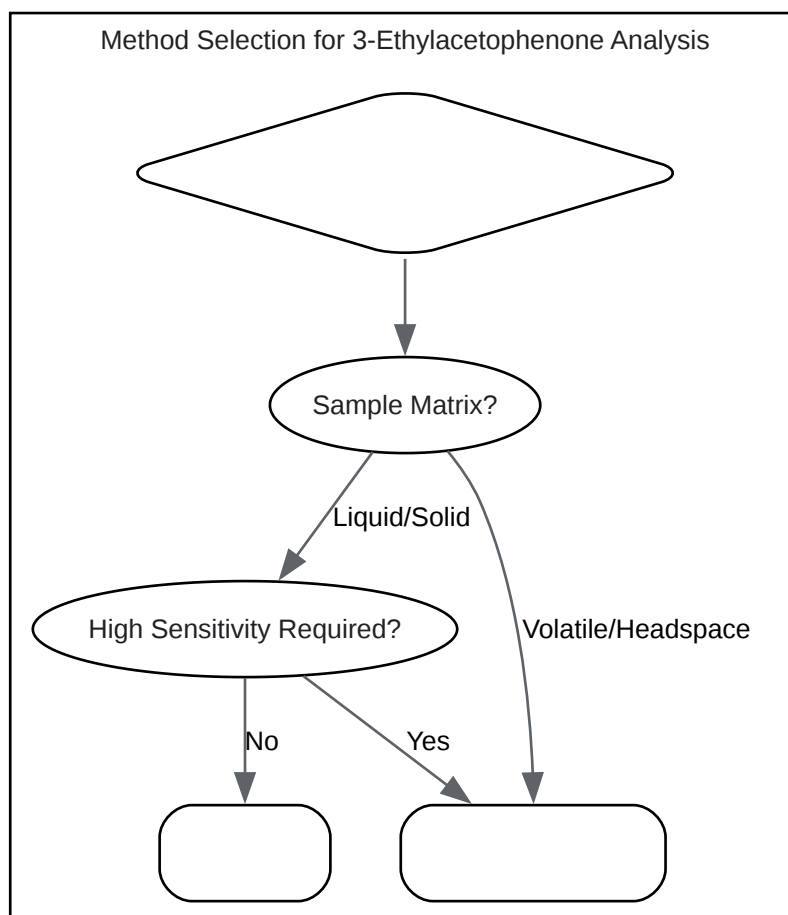 Method Selection for 3-Ethylacetophenone Analysis
Sample Matrix?
Liquid/Solid
High Sensitivity Required?
Volatile/Headspace
No
Yes